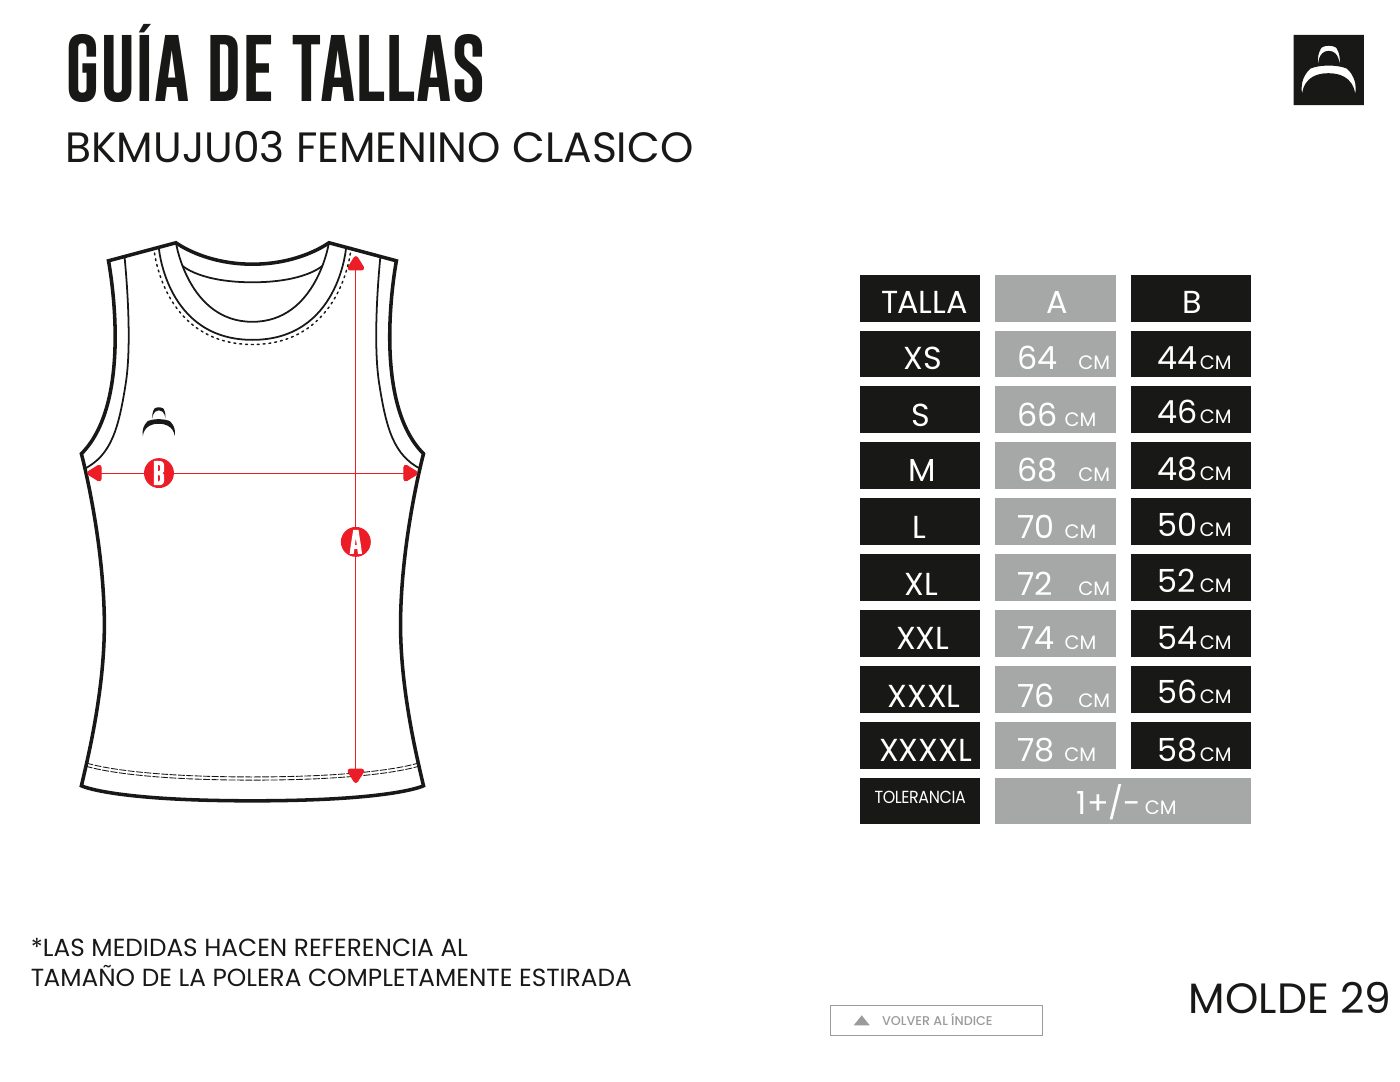 GUÍA DE TALLAS
BKMUJU03 FEMENINO CLASICO
B
A
TALLA A B
XS 64 CM 44 CM
S 66 CM 46 CM
M 68 CM 48 CM
L 70 CM 50 CM
XL 72 CM 52 CM
XXL 74 CM 54 CM
XXXL 76 CM 56 CM
XXXXL 78 CM 58 CM
TOLERANCIA 1+/- CM
*LAS MEDIDAS HACEN REFERENCIA AL
TAMAÑO DE LA POLERA COMPLETAMENTE ESTIRADA
VOLVER AL ÍNDICE
MOLDE 29